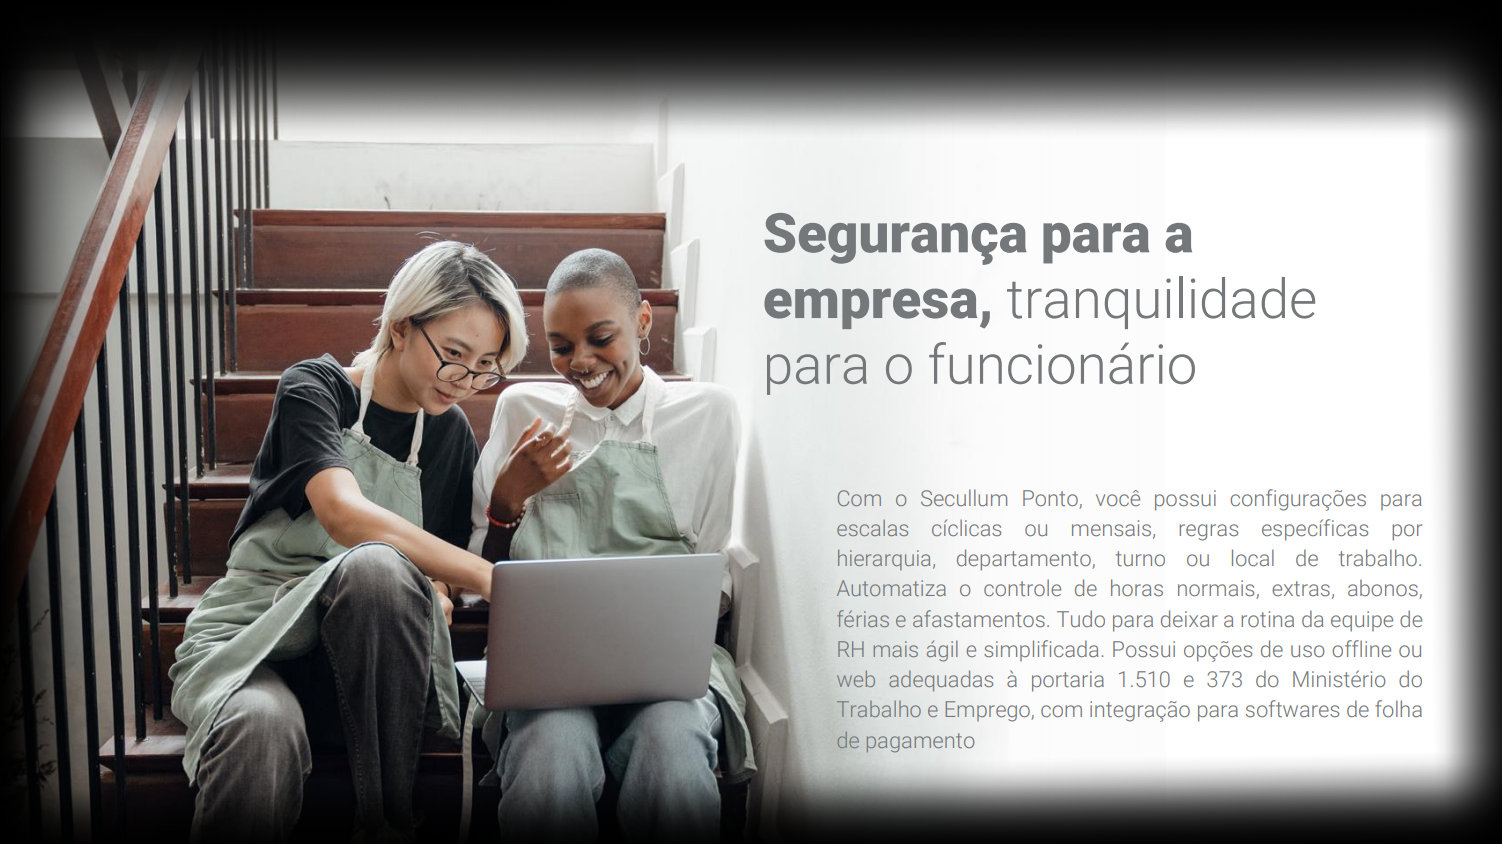 Segurança para a
empresa, tranquilidade
para o funcionário
Com o Secullum Ponto, você possui configurações para
escalas cíclicas ou mensais, regras específicas por
hierarquia, departamento, turno ou local de trabalho.
Automatiza o controle de horas normais, extras, abonos,
férias e afastamentos. Tudo para deixar a rotina da equipe de
RH mais ágil e simplificada. Possui opções de uso offline ou
web adequadas à portaria 1.510 e 373 do Ministério do
Trabalho e Emprego, com integração para softwares de folha
de pagamento